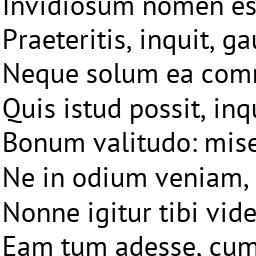 Invidiosum nomen es
Praeteritis, inquit, gau
Neque solum ea com
Quis istud possit, inqu
Bonum valitudo: mise
Ne in odium veniam,
Nonne igitur tibi vide
Eam tum adesse, cum